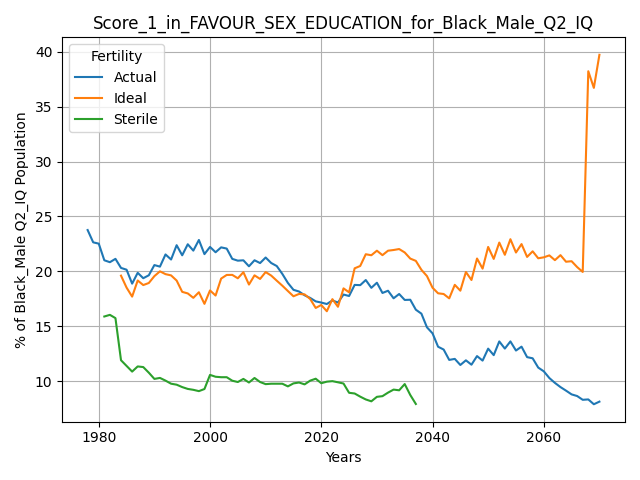 Score_1_in_FAVOUR_SEX_EDUCATION_for_Black_Male_Q2_IQ
Fertility
Actual
Ideal
Sterile
% of Black_Male Q2_IQ Population
40
35
30
25
20
15
10
1980
2000
2020
2040
2060
Years